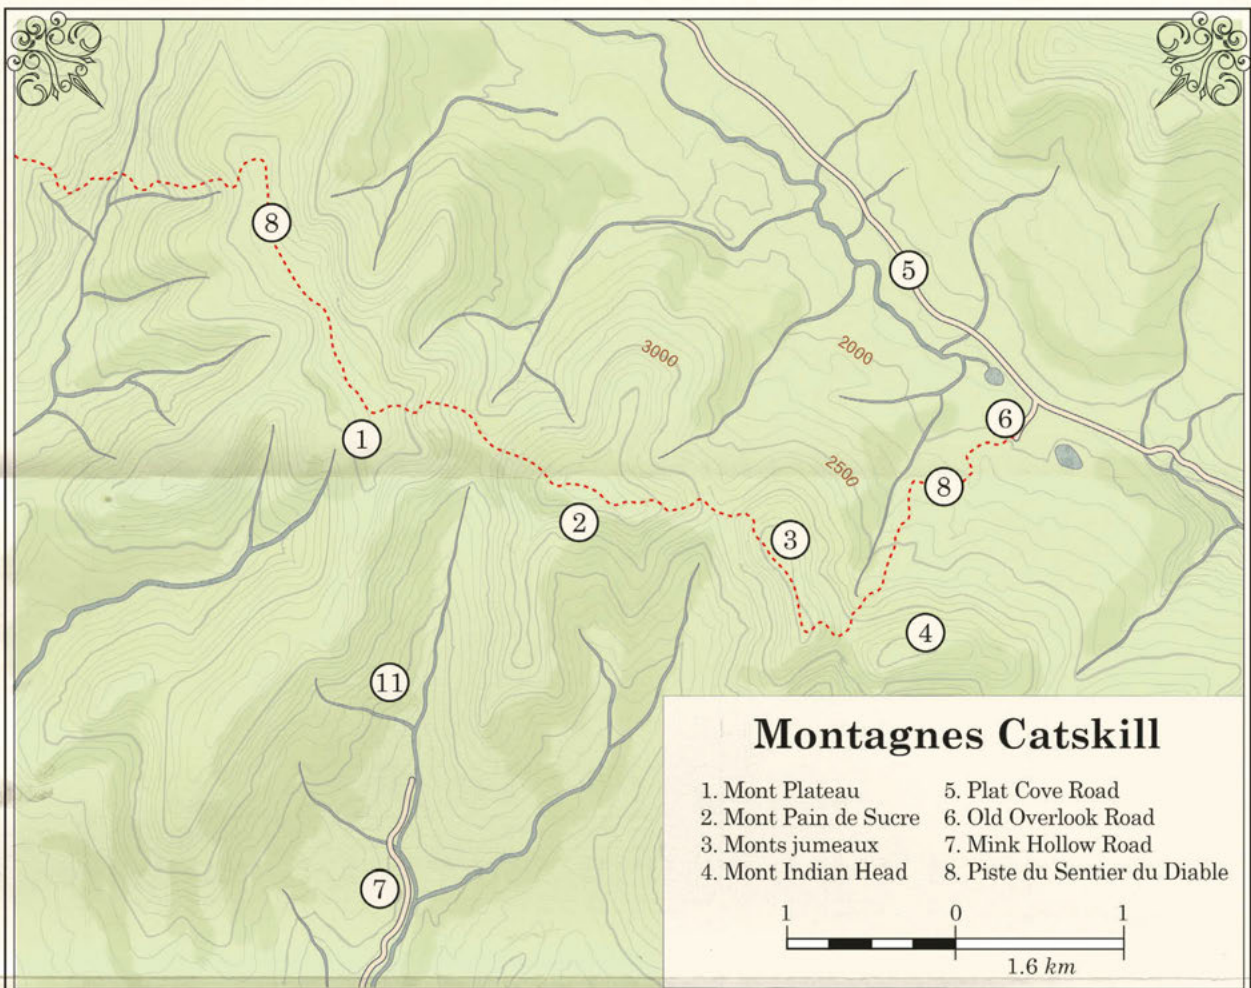 8
5
3000
2000
6
1
2500
8
2
3
4
11
7
Montagnes Catskill
1. Mont Plateau
2. Mont Pain de Sucre
3. Monts jumeaux
4. Mont Indian Head
5. Plat Cove Road
6. Old Overlook Road
7. Mink Hollow Road
8. Piste du Sentier du Diable
1 0 1
1.6 km